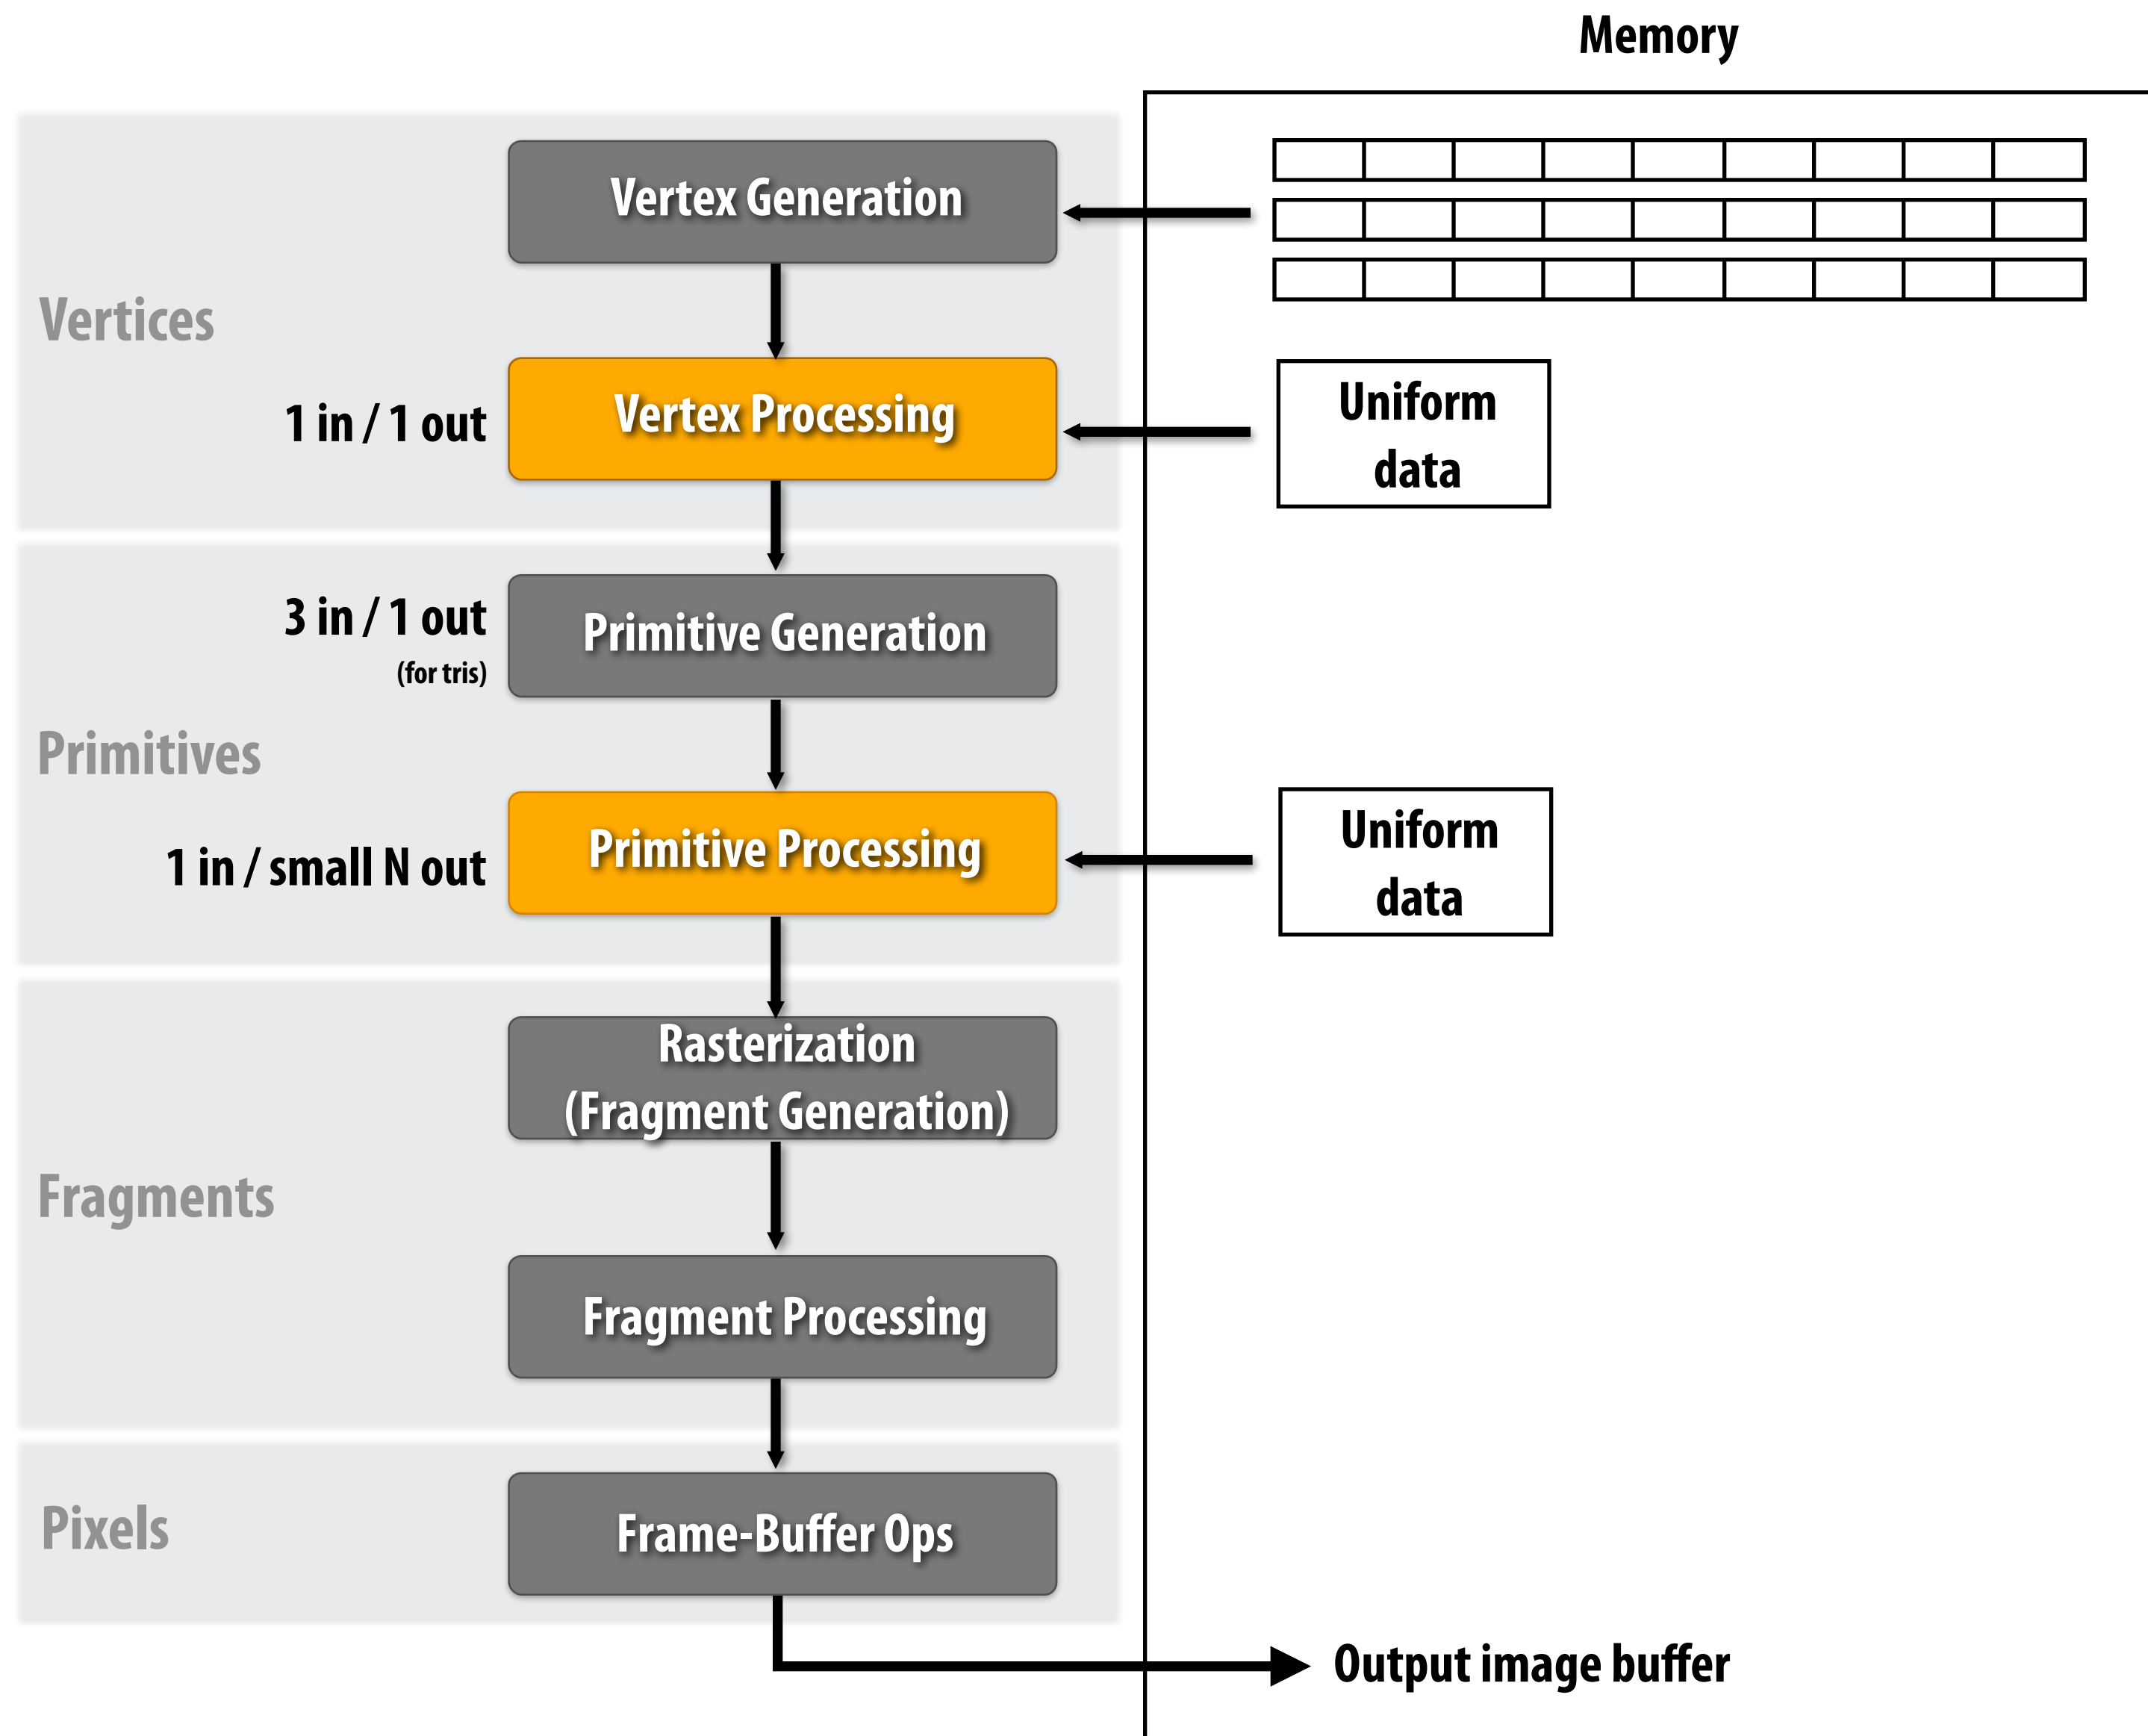 Memory
Vertex Generation
Vertices
1 in / 1 out
Vertex Processing
Uniform
data
3 in / 1 out
(for tris)
Primitive Generation
Primitives
1 in / small N out
Primitive Processing
Uniform
data
Rasterization
(Fragment Generation)
Fragments
Fragment Processing
Pixels
Frame-Buffer Ops
Output image buffer